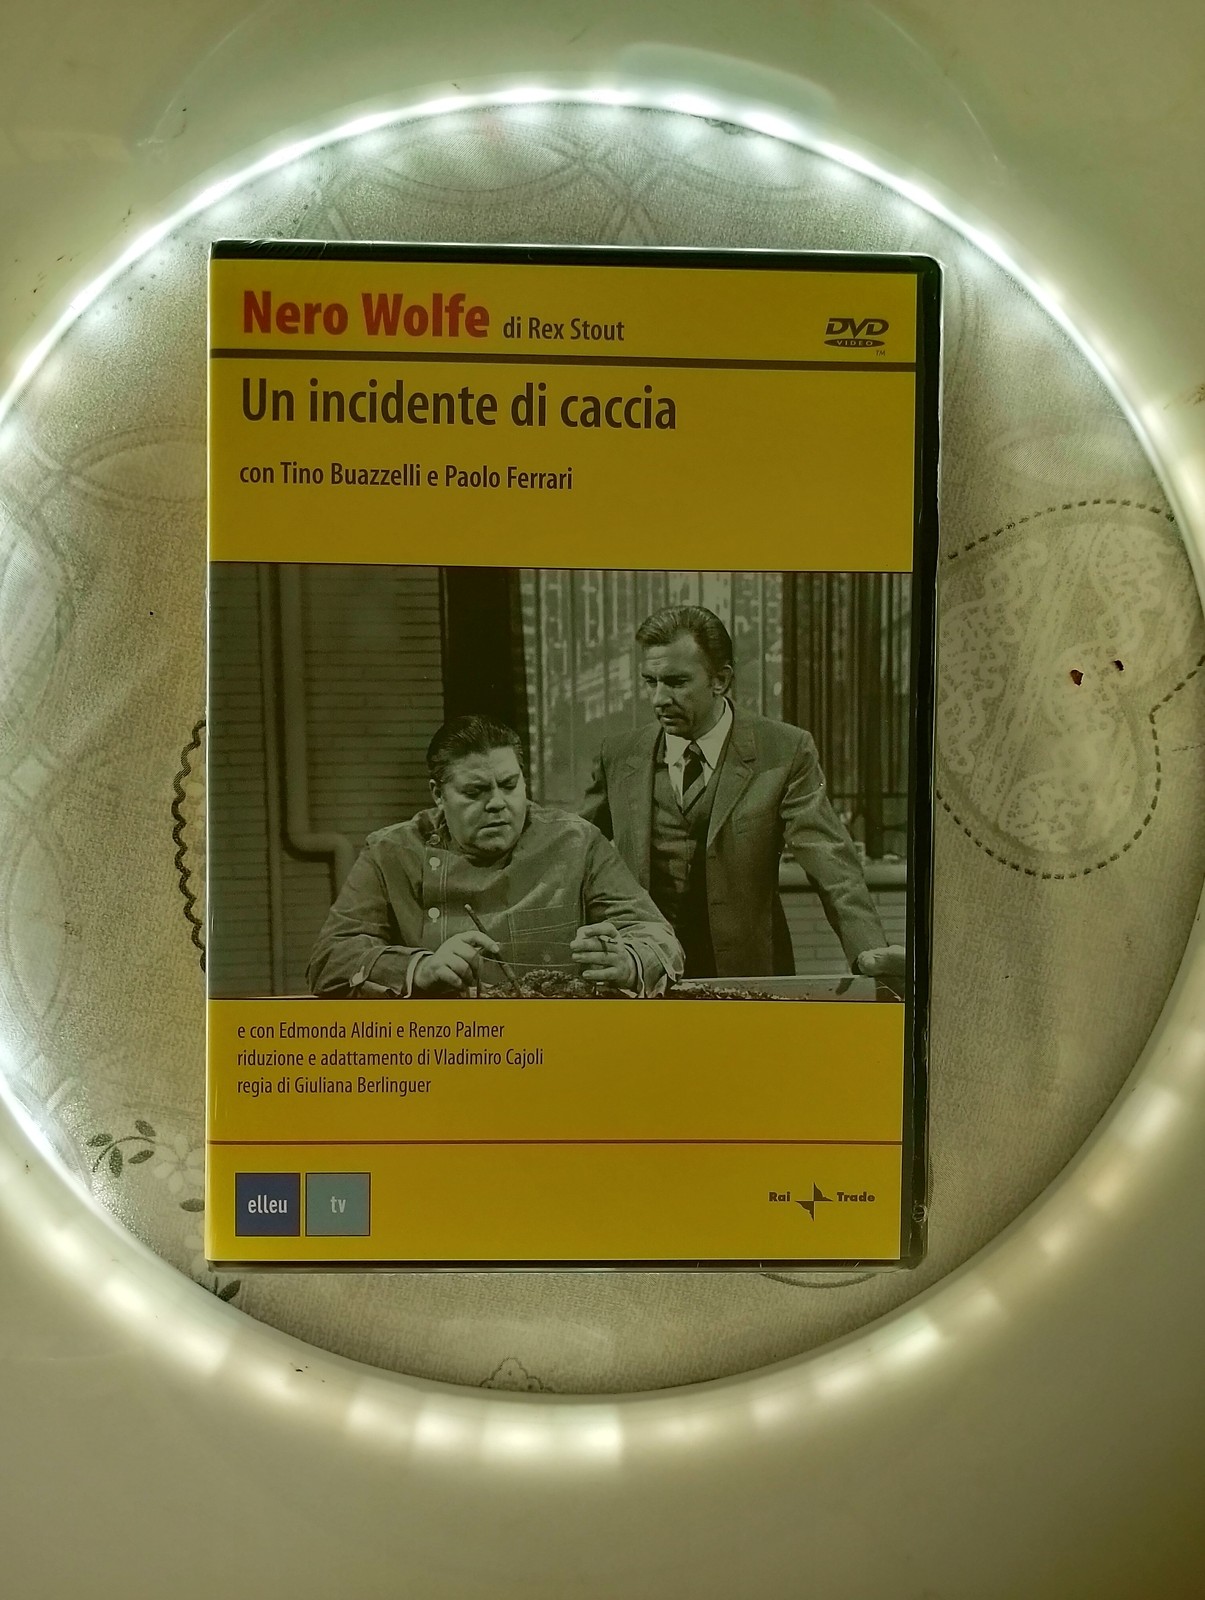 Nero Wolfe di Rex Stout
DVD
VIDEO
TM
Un incidente di caccia
con Tino Buazzelli e Paolo Ferrari
e con Edmonda Aldini e Renzo Palmer
riduzione e adattamento di Vladimiro Cajoli
regia di Giuliana Berlinguer
elleu tv
Rai Trade